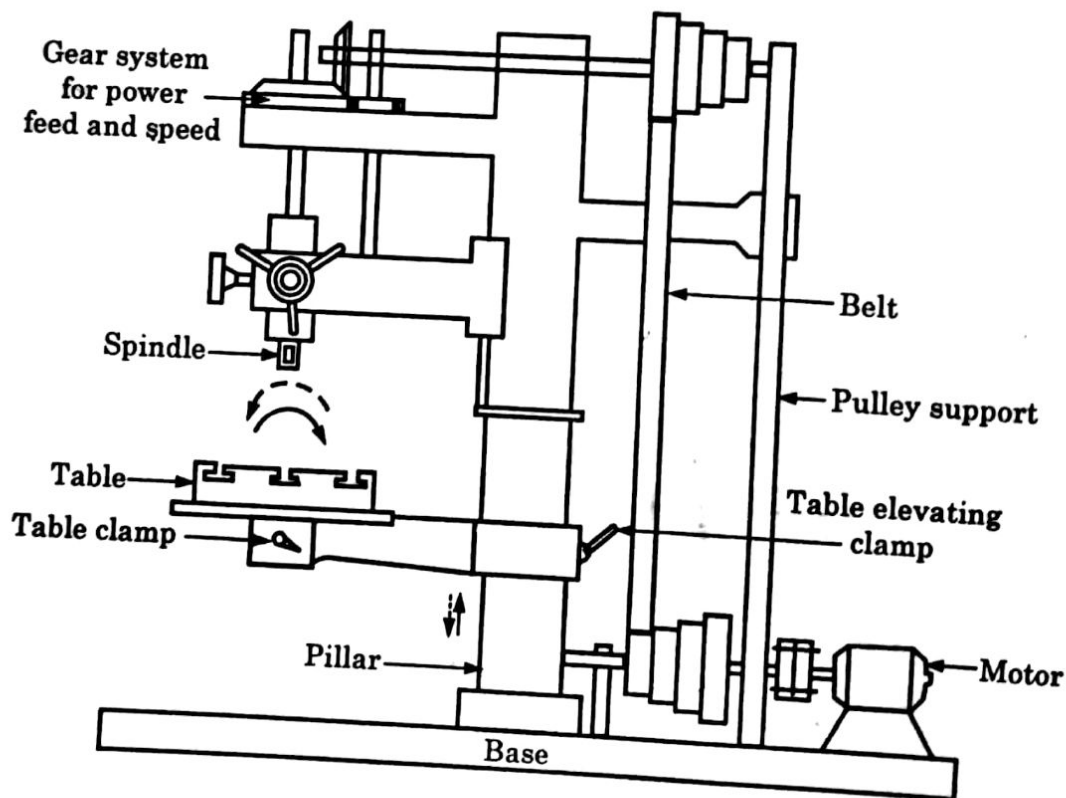 Gear system
for power
feed and speed
Belt
Spindle
Pulley support
Table
Table elevating
clamp
Table clamp
Pillar
Motor
Base